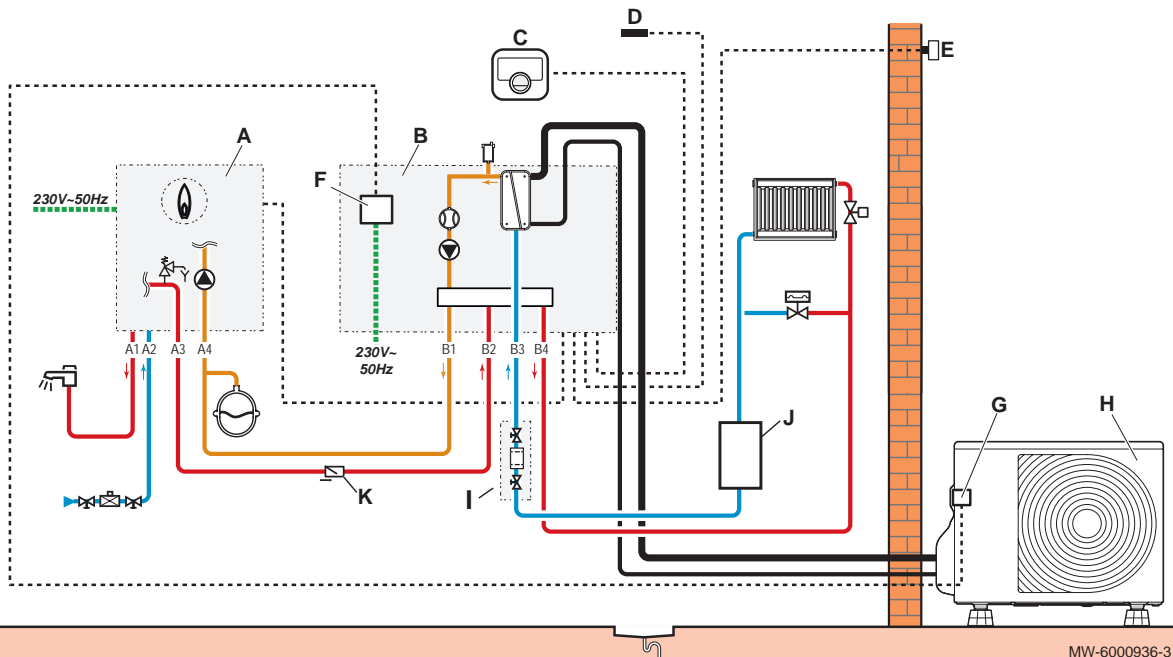 D
C
E
A
B
F
230V~50Hz
A1 A2 A3 A4
230V~
50Hz
B1 B2 B3 B4
G
H
J
K
I
MW-6000936-3